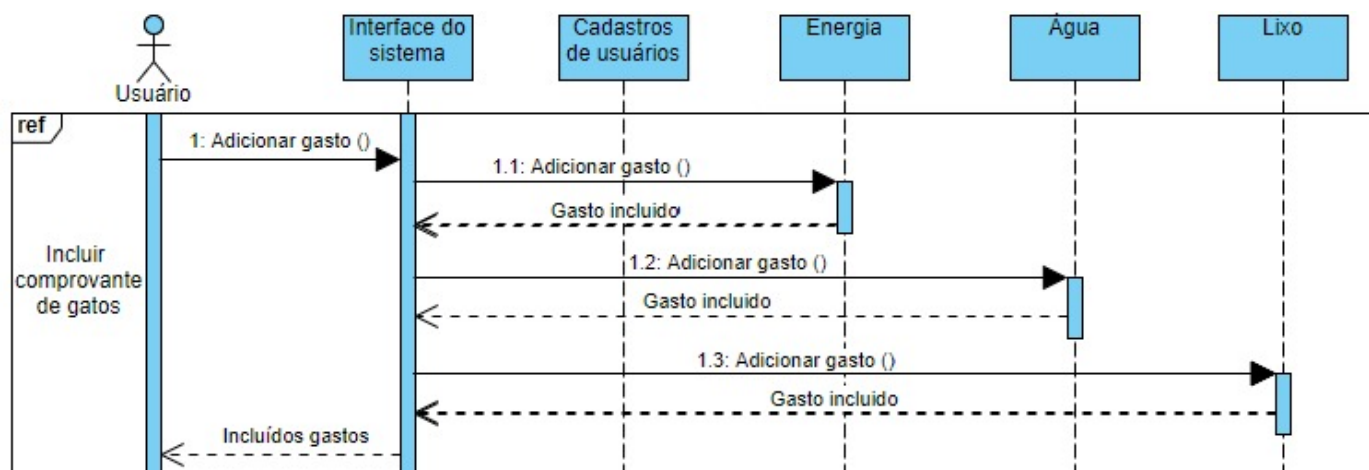 Interface do
sistema
Cadastros
de usuários
Energia
Água
Lixo
Usuário
ref
1: Adicionar gasto ()
1.1: Adicionar gasto ()
Gasto incluido
Incluir
comprovante
de gatos
1.2: Adicionar gasto ()
Gasto incluido
1.3: Adicionar gasto ()
Gasto incluido
Incluídos gastos